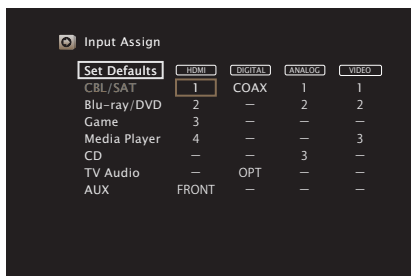 Input Assign
Set Defaults HDMI DIGITAL ANALOG VIDEO
CBL/SAT 1 COAX 1 1
Blu-ray/DVD 2 – 2 2
Game 3 – – –
Media Player 4 – – 3
CD – – 3 –
TV Audio – OPT – –
AUX FRONT – – –